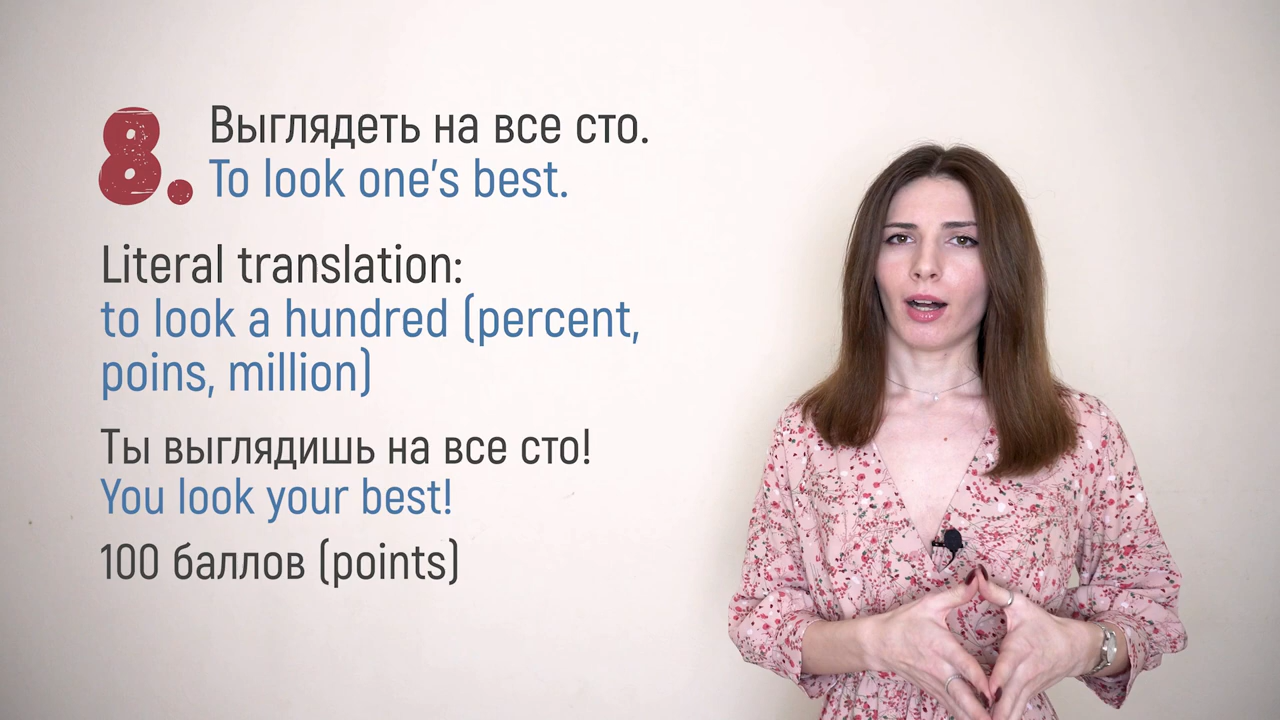 8. Выглядеть на все сто.
To look one's best.
Literal translation:
to look a hundred (percent,
poins, million)
Ты выглядишь на все сто!
You look your best!
100 баллов (points)